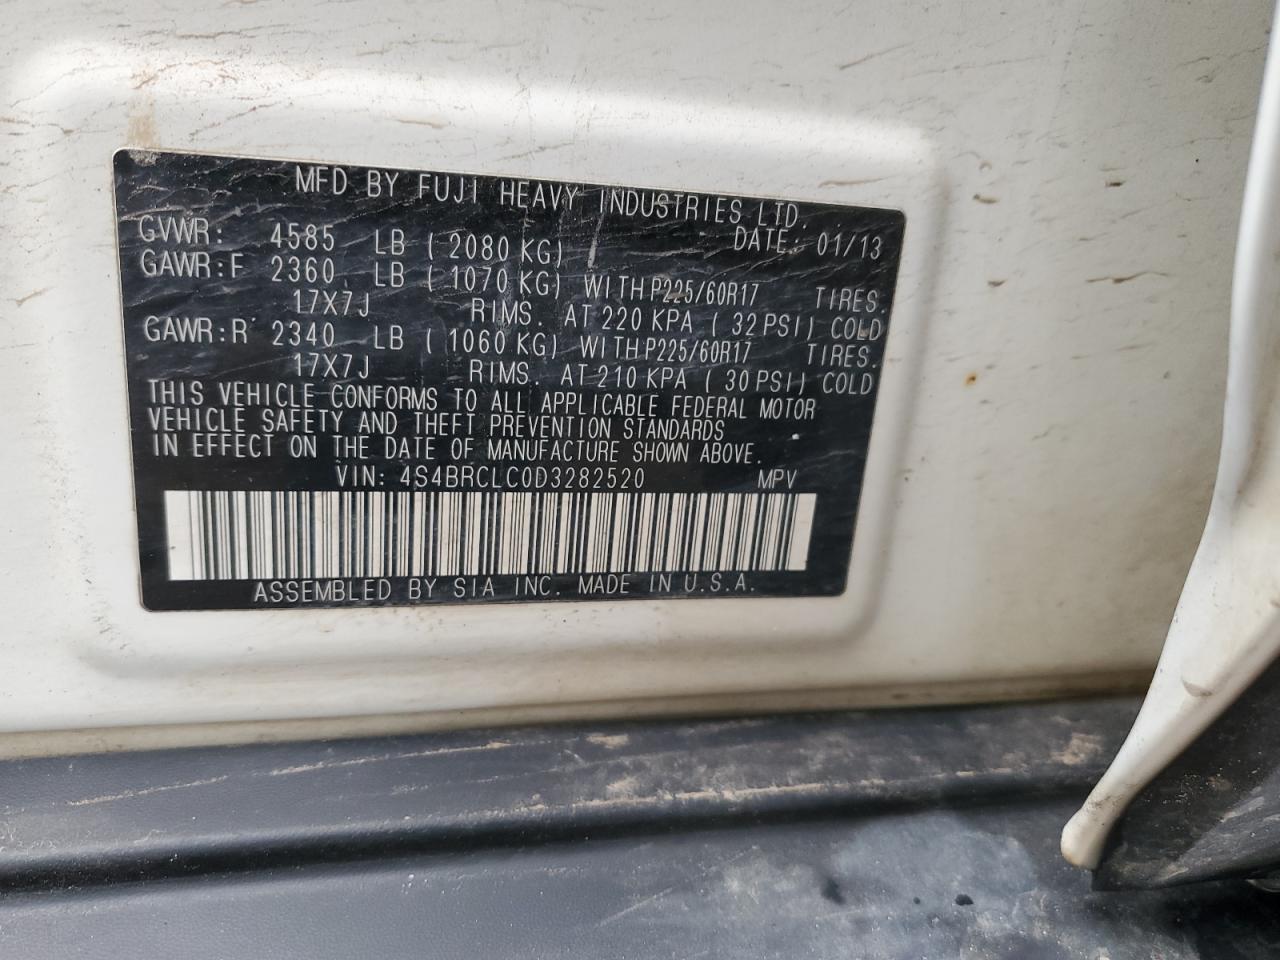 MFD BY FUJI HEAVY INDUSTRIES LTD.
DATE: 01/13
GVWR: 4585 LB ( 2080 KG)
GAWR:F 2360 LB ( 1070 KG) WITH P225/60R17 TIRES.
17X7J RIMS. AT 220 KPA ( 32 PSI) COLD
GAWR:R 2340 LB ( 1060 KG) WITH P225/60R17 TIRES.
17X7J RIMS. AT 210 KPA ( 30 PSI) COLD
THIS VEHICLE CONFORMS TO ALL APPLICABLE FEDERAL MOTOR
VEHICLE SAFETY AND THEFT PREVENTION STANDARDS
IN EFFECT ON THE DATE OF MANUFACTURE SHOWN ABOVE.
VIN: 4S4BRCLC0D3282520 MPV
ASSEMBLED BY SIA INC. MADE IN U.S.A.